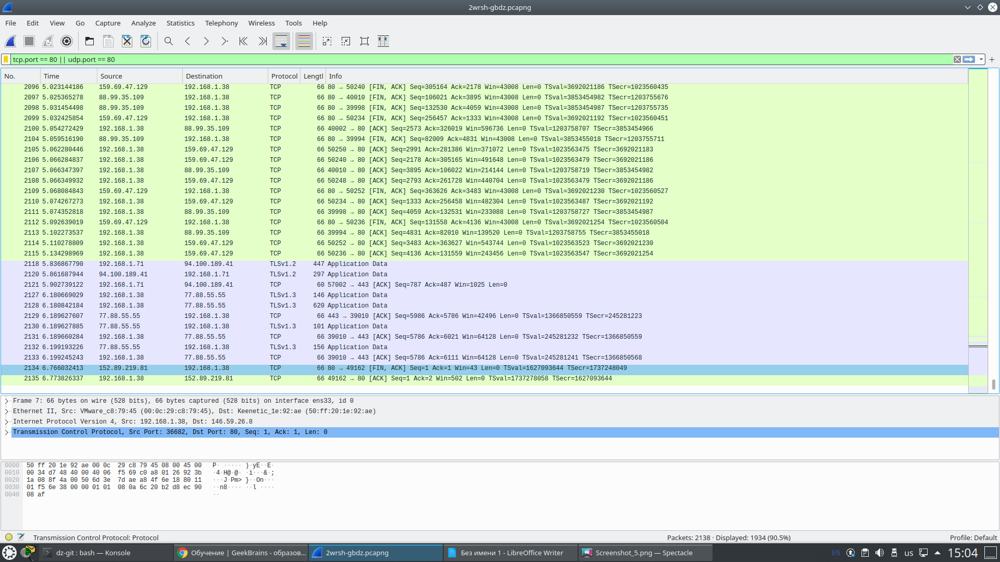 2wrsh-gbdz.pcapng
File Edit View Go Capture Analyze Statistics Telephony Wireless Tools Help
tcp.port == 80 || udp.port == 80
No. Time Source Destination Protocol Lengtl Info
2096 5.023144186 159.69.47.129 192.168.1.38 TCP 66 80 → 50240 [FIN, ACK] Seq=305164 Ack=2178 Win=43008 Len=0 TSval=3692021186 TSecr=1023560435
2097 5.025365278 88.99.35.109 192.168.1.38 TCP 66 80 → 40010 [FIN, ACK] Seq=106021 Ack=3895 Win=43008 Len=0 TSval=3853454982 TSecr=1203755676
2098 5.031454498 88.99.35.109 192.168.1.38 TCP 66 80 → 39998 [FIN, ACK] Seq=132530 Ack=4059 Win=43008 Len=0 TSval=3853454987 TSecr=1203755735
2099 5.032425854 159.69.47.129 192.168.1.38 TCP 66 80 → 50234 [FIN, ACK] Seq=256457 Ack=1333 Win=43008 Len=0 TSval=3692021192 TSecr=1023560451
2100 5.054272429 192.168.1.38 88.99.35.109 TCP 66 40002 → 80 [ACK] Seq=2573 Ack=326019 Win=596736 Len=0 TSval=1203758707 TSecr=3853454966
2104 5.059516190 88.99.35.109 192.168.1.38 TCP 66 80 → 39994 [FIN, ACK] Seq=82009 Ack=4831 Win=43008 Len=0 TSval=3853455018 TSecr=1203755711
2105 5.062280446 192.168.1.38 159.69.47.129 TCP 66 50250 → 80 [ACK] Seq=2991 Ack=281386 Win=371072 Len=0 TSval=1023563475 TSecr=3692021183
2106 5.066284837 192.168.1.38 159.69.47.129 TCP 66 50240 → 80 [ACK] Seq=2178 Ack=305165 Win=491648 Len=0 TSval=1023563479 TSecr=3692021186
2107 5.066347397 192.168.1.38 88.99.35.109 TCP 66 40010 → 80 [ACK] Seq=3895 Ack=106022 Win=214144 Len=0 TSval=1203758719 TSecr=3853454982
2108 5.066349932 192.168.1.38 159.69.47.129 TCP 66 50248 → 80 [ACK] Seq=2793 Ack=261728 Win=440704 Len=0 TSval=1023563479 TSecr=3692021186
2109 5.068084843 159.69.47.129 192.168.1.38 TCP 66 80 → 50252 [FIN, ACK] Seq=363626 Ack=3483 Win=43008 Len=0 TSval=3692021230 TSecr=1023560527
2110 5.074267273 192.168.1.38 159.69.47.129 TCP 66 50234 → 80 [ACK] Seq=1333 Ack=256458 Win=482304 Len=0 TSval=1023563487 TSecr=3692021192
2111 5.074352818 192.168.1.38 88.99.35.109 TCP 66 39998 → 80 [ACK] Seq=4059 Ack=132531 Win=233088 Len=0 TSval=1203758727 TSecr=3853454987
2112 5.092639019 159.69.47.129 192.168.1.38 TCP 66 80 → 50236 [FIN, ACK] Seq=131558 Ack=4136 Win=43008 Len=0 TSval=3692021254 TSecr=1023560504
2113 5.102273537 192.168.1.38 88.99.35.109 TCP 66 39994 → 80 [ACK] Seq=4831 Ack=82010 Win=139520 Len=0 TSval=1203758755 TSecr=3853455018
2114 5.110278809 192.168.1.38 159.69.47.129 TCP 66 50252 → 80 [ACK] Seq=3483 Ack=363627 Win=543744 Len=0 TSval=1023563523 TSecr=3692021230
2115 5.134298969 192.168.1.38 159.69.47.129 TCP 66 50236 → 80 [ACK] Seq=4136 Ack=131559 Win=243456 Len=0 TSval=1023563547 TSecr=3692021254
2118 5.836867790 192.168.1.71 94.100.189.41 TLSv1.2 447 Application Data
2120 5.861687944 94.100.189.41 192.168.1.71 TLSv1.2 297 Application Data
2121 5.902739122 192.168.1.71 94.100.189.41 TCP 60 57002 → 443 [ACK] Seq=787 Ack=487 Win=1025 Len=0
2127 6.180669029 192.168.1.38 77.88.55.55 TLSv1.3 146 Application Data
2128 6.180842184 192.168.1.38 77.88.55.55 TLSv1.3 620 Application Data
2129 6.189627607 77.88.55.55 192.168.1.38 TCP 66 443 → 39010 [ACK] Seq=5986 Ack=5786 Win=42496 Len=0 TSval=1366850559 TSecr=245281223
2130 6.189627885 77.88.55.55 192.168.1.38 TLSv1.3 101 Application Data
2131 6.189660284 192.168.1.38 77.88.55.55 TCP 66 39010 → 443 [ACK] Seq=5786 Ack=6021 Win=64128 Len=0 TSval=245281232 TSecr=1366850559
2132 6.199193226 77.88.55.55 192.168.1.38 TLSv1.3 156 Application Data
2133 6.199245243 192.168.1.38 77.88.55.55 TCP 66 39010 → 443 [ACK] Seq=5786 Ack=6111 Win=64128 Len=0 TSval=245281241 TSecr=1366850568
2134 6.766032413 152.89.219.81 192.168.1.38 TCP 66 80 → 49162 [FIN, ACK] Seq=1 Ack=1 Win=43 Len=0 TSval=1627093644 TSecr=1737248049
2135 6.773826337 192.168.1.38 152.89.219.81 TCP 66 49162 → 80 [ACK] Seq=1 Ack=2 Win=502 Len=0 TSval=1737278058 TSecr=1627093644
Frame 7: 66 bytes on wire (528 bits), 66 bytes captured (528 bits) on interface ens33, id 0
Ethernet II, Src: VMware_c8:79:45 (00:0c:29:c8:79:45), Dst: Keenetic_1e:92:ae (50:ff:20:1e:92:ae)
Internet Protocol Version 4, Src: 192.168.1.38, Dst: 146.59.26.8
Transmission Control Protocol, Src Port: 36682, Dst Port: 80, Seq: 1, Ack: 1, Len: 0
0000 50 ff 20 1e 92 ae 00 0c 29 c8 79 45 08 00 45 00 P· ····· )·yE··E·
0010 00 34 d7 48 40 00 40 06 f5 69 c0 a8 01 26 92 3b ·4·H@·@· ·i···&·;
0020 1a 08 8f 4a 00 50 6d 3e 7d ae a8 4f 6e 18 80 11 ···J·Pm> }··On···
0030 01 f5 6e 38 00 00 01 01 08 0a 6c 20 b2 d8 ec 90 ··n8···· ··l ····
0040 08 af ··
Transmission Control Protocol: Protocol Packets: 2138 · Displayed: 1934 (90.5%) Profile: Default
dz-git : bash — Konsole Обучение | GeekBrains - образов... 2wrsh-gbdz.pcapng Без имени 1 - LibreOffice Writer Screenshot_5.png — Spectacle EN us 15:04